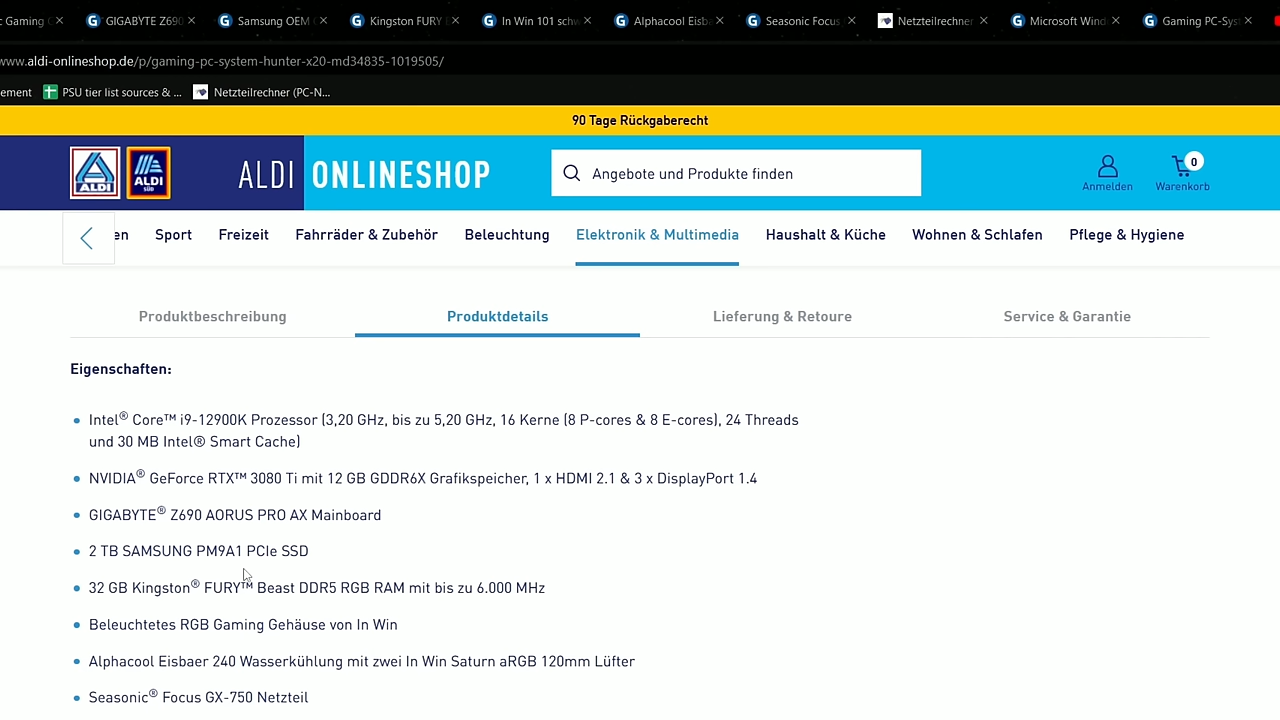 Gaming GIGABYTE Z690 Samsung OEM Kingston FURY In Win 101 schw Alphacool Eisba Seasonic Focus Netzteilrechner Microsoft Wind Gaming PC-Sys
www.aldi-onlineshop.de/p/gaming-pc-system-hunter-x20-md34835-1019505/
ement PSU tier list sources & ... Netzteilrechner (PC-N...
90 Tage Rückgaberecht
ALDI ALDI SÜD ALDI ONLINESHOP Angebote und Produkte finden 0
Anmelden Warenkorb
en Sport Freizeit Fahrräder & Zubehör Beleuchtung Elektronik & Multimedia Haushalt & Küche Wohnen & Schlafen Pflege & Hygiene
Produktbeschreibung Produktdetails Lieferung & Retoure Service & Garantie
Eigenschaften:
Intel® Core™ i9-12900K Prozessor (3,20 GHz, bis zu 5,20 GHz, 16 Kerne (8 P-cores & 8 E-cores), 24 Threads
und 30 MB Intel® Smart Cache)
NVIDIA® GeForce RTX™ 3080 Ti mit 12 GB GDDR6X Grafikspeicher, 1 x HDMI 2.1 & 3 x DisplayPort 1.4
GIGABYTE® Z690 AORUS PRO AX Mainboard
2 TB SAMSUNG PM9A1 PCIe SSD
32 GB Kingston® FURY™ Beast DDR5 RGB RAM mit bis zu 6.000 MHz
Beleuchtetes RGB Gaming Gehäuse von In Win
Alphacool Eisbaer 240 Wasserkühlung mit zwei In Win Saturn aRGB 120mm Lüfter
Seasonic® Focus GX-750 Netzteil